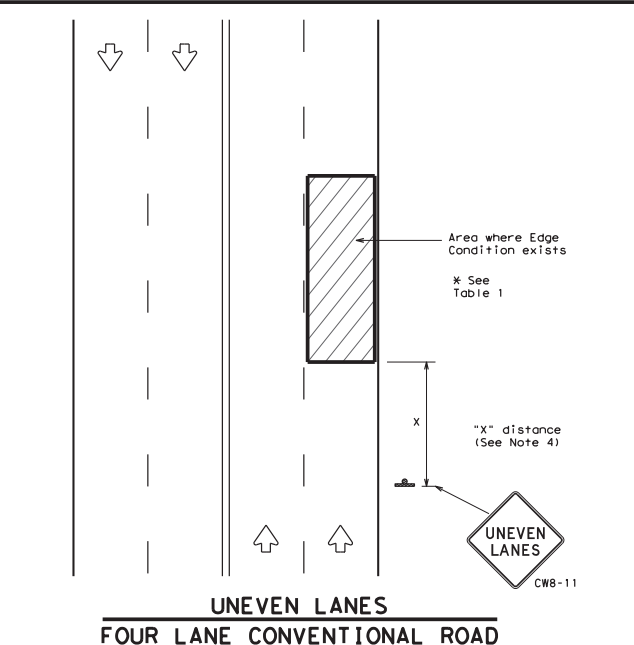 Area where Edge
Condition exists
* See
Table 1
X
"X" distance
(See Note 4)
UNEVEN
LANES
CW8-11
UNEVEN LANES
FOUR LANE CONVENTIONAL ROAD